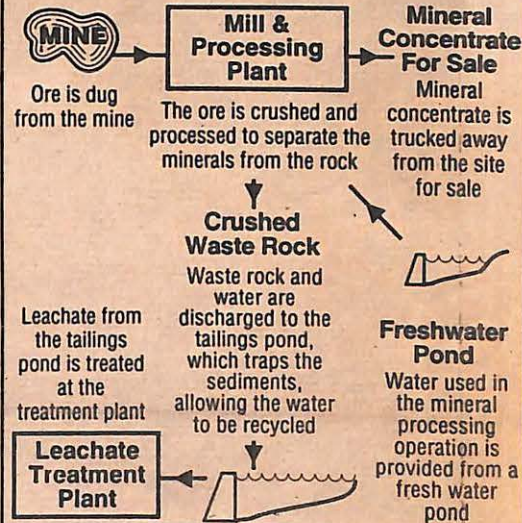 MINE
Ore is dug
from the mine
Mill &
Processing
Plant
The ore is crushed and
processed to separate the
minerals from the rock
Mineral
Concentrate
For Sale
Mineral
concentrate is
trucked away
from the site
for sale
Crushed
Waste Rock
Waste rock and
water are
discharged to the
tailings pond,
which traps the
sediments,
allowing the water
to be recycled
Freshwater
Pond
Water used in
the mineral
processing
operation is
provided from a
fresh water
pond
Leachate from
the tailings
pond is treated
at the
treatment plant
Leachate
Treatment
Plant